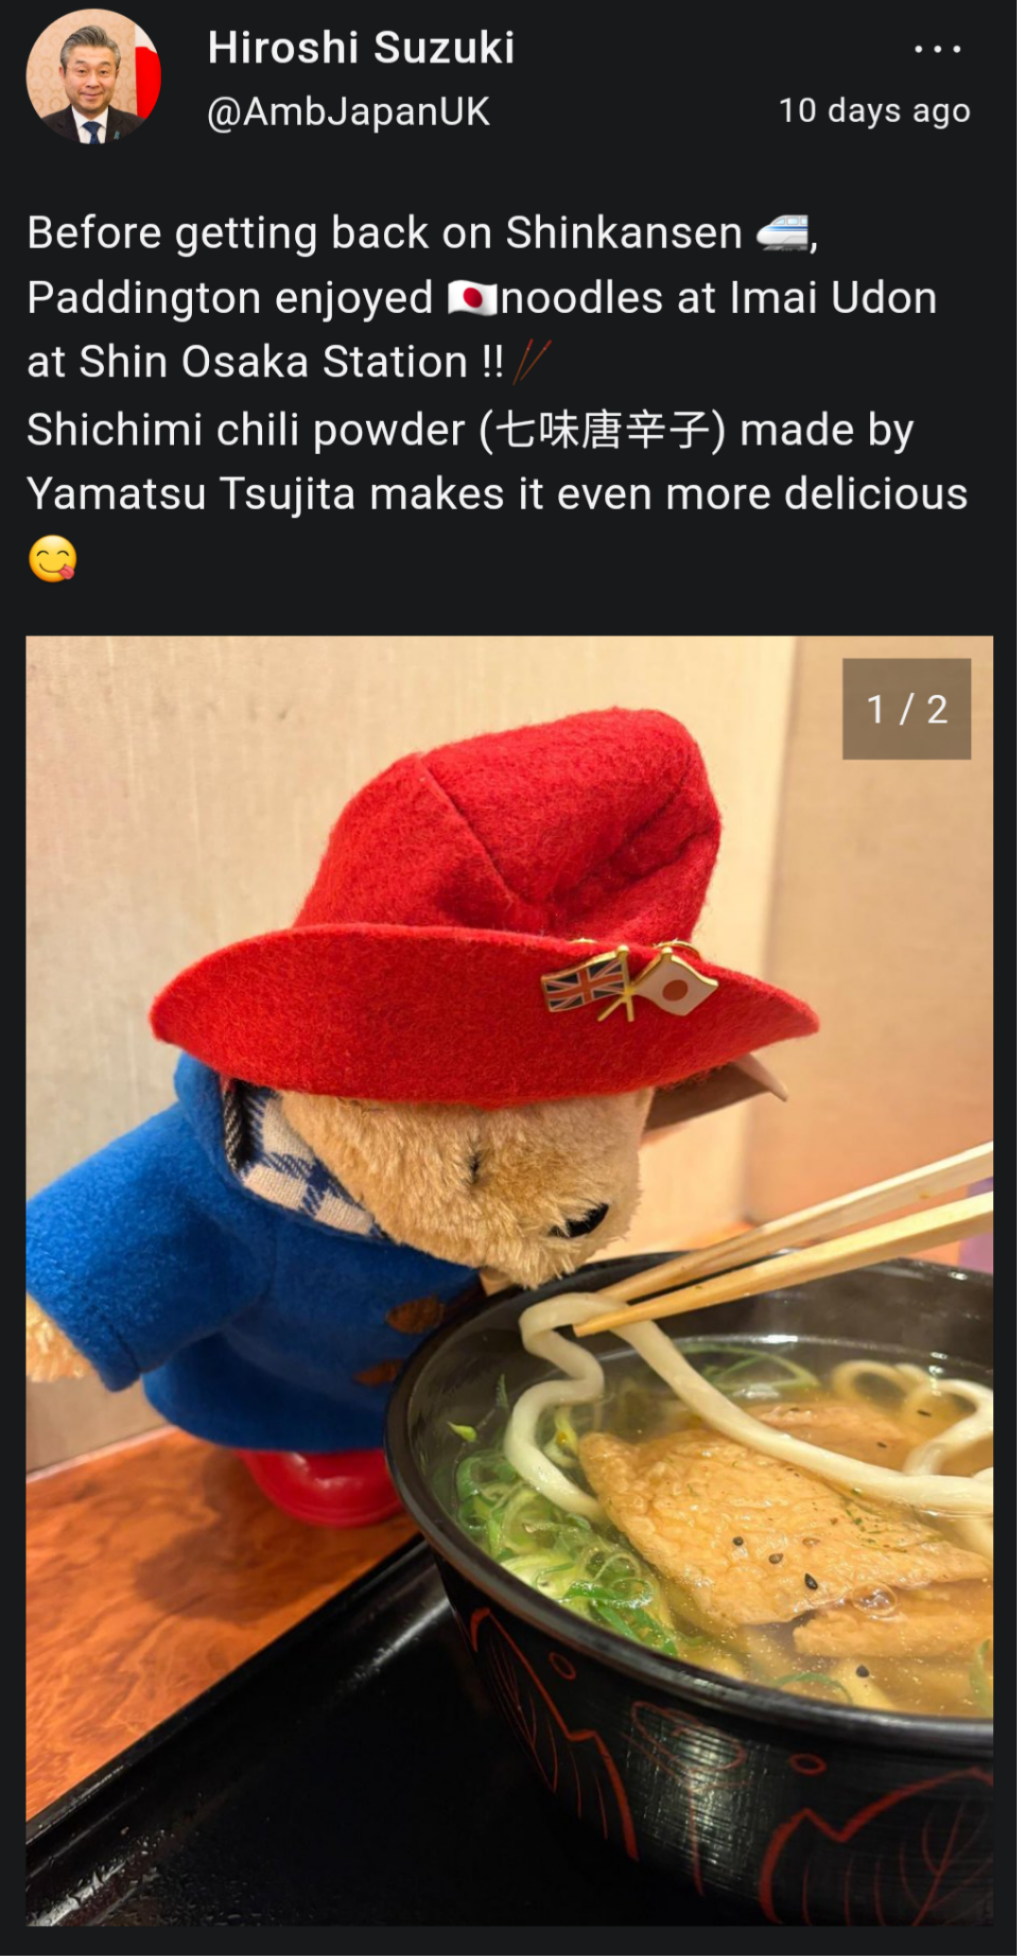 Hiroshi Suzuki
@AmbJapanUK
10 days ago
Before getting back on Shinkansen 🚅,
Paddington enjoyed 🇯🇵noodles at Imai Udon
at Shin Osaka Station !!🥢
Shichimi chili powder (七味唐辛子) made by
Yamatsu Tsujita makes it even more delicious
😋
1 / 2